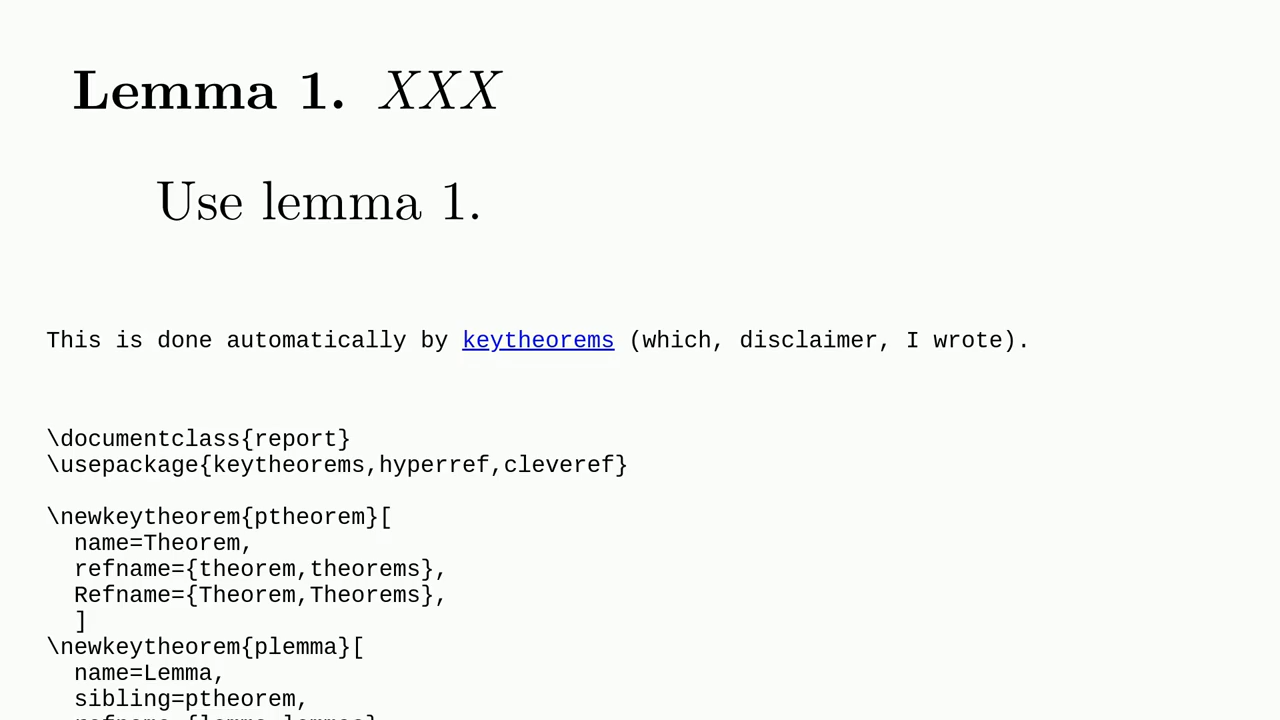 Lemma 1. XXX
Use lemma 1.
This is done automatically by keytheorems (which, disclaimer, I wrote).
\documentclass{report}
\usepackage{keytheorems,hyperref,cleveref}
\newkeytheorem{ptheorem}[
  name=Theorem,
  refname={theorem,theorems},
  Refname={Theorem,Theorems},
  ]
\newkeytheorem{plemma}[
  name=Lemma,
  sibling=ptheorem,